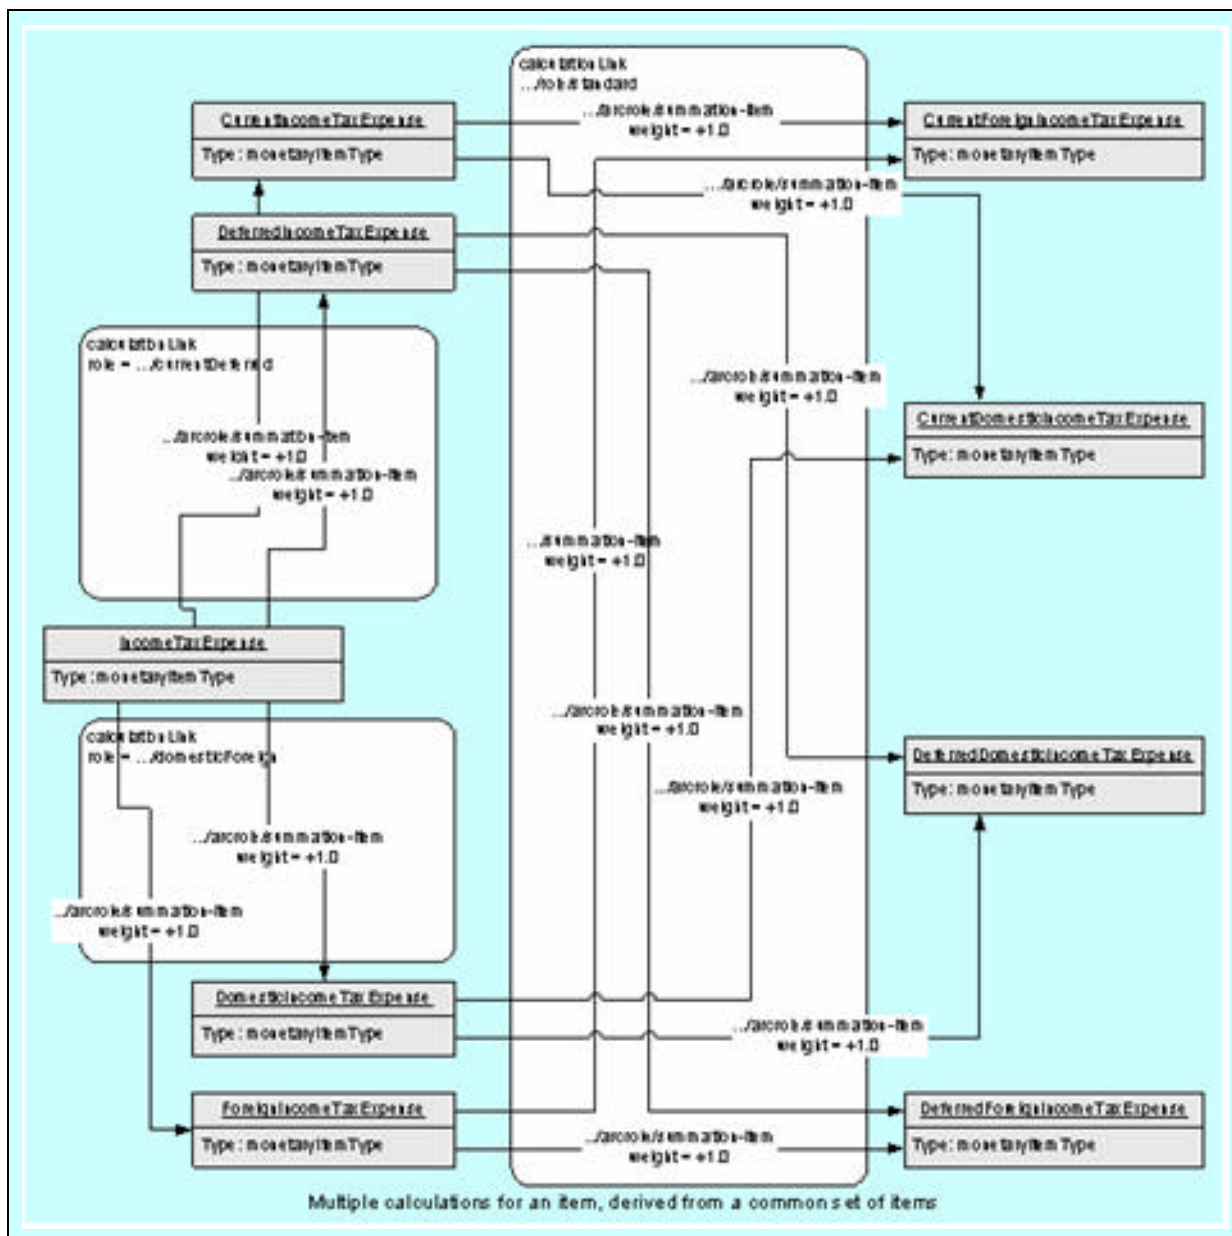 calculationLink
.../role/standard
CurrentIncomeTaxExpense
Type: monetaryItemType
.../arcrole/summation-item
weight = +1.0
CurrentForeignIncomeTaxExpense
Type: monetaryItemType
.../arcrole/summation-item
weight = +1.0
DeferredIncomeTaxExpense
Type: monetaryItemType
calculationLink
role = .../currentDeferred
.../arcrole/summation-item
weight = +1.0
CurrentDomesticIncomeTaxExpense
Type: monetaryItemType
.../arcrole/summation-item
weight = +1.0
.../arcrole/summation-item
weight = +1.0
.../summation-item
weight = +1.0
IncomeTaxExpense
Type: monetaryItemType
.../arcrole/summation-item
weight = +1.0
calculationLink
role = .../domesticForeign
DeferredDomesticIncomeTaxExpense
Type: monetaryItemType
.../arcrole/summation-item
weight = +1.0
.../arcrole/summation-item
weight = +1.0
.../arcrole/summation-item
weight = +1.0
DomesticIncomeTaxExpense
Type: monetaryItemType
.../arcrole/summation-item
weight = +1.0
ForeignIncomeTaxExpense
Type: monetaryItemType
.../arcrole/summation-item
weight = +1.0
DeferredForeignIncomeTaxExpense
Type: monetaryItemType
Multiple calculations for an item, derived from a common set of items